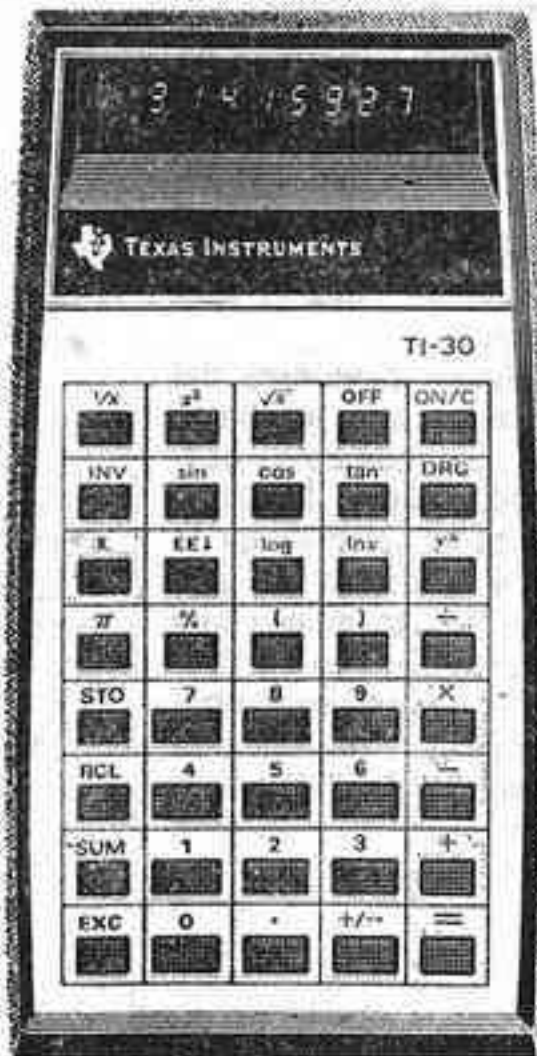 3.1415927
TEXAS INSTRUMENTS
TI-30
1/x x² √x OFF ON/C
INV sin cos tan DRG
K EE↓ log lnx yˣ
π % ( ) ÷
STO 7 8 9 X
RCL 4 5 6 −
SUM 1 2 3 +
EXC 0 . +/− =